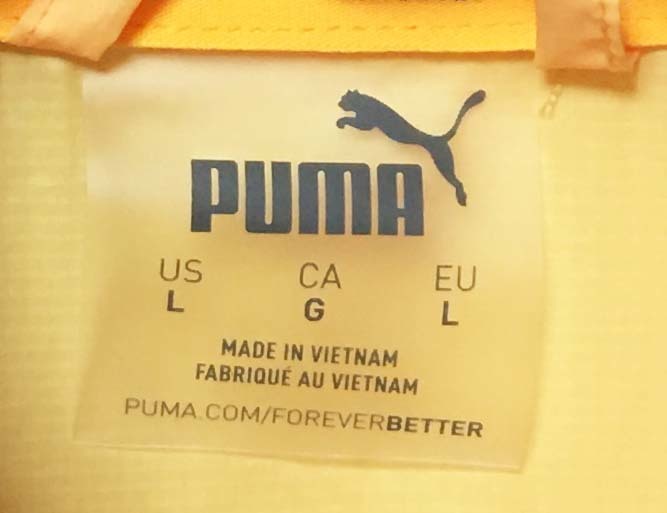 PUMA
US CA EU
L G L
MADE IN VIETNAM
FABRIQUÉ AU VIETNAM
PUMA.COM/FOREVERBETTER